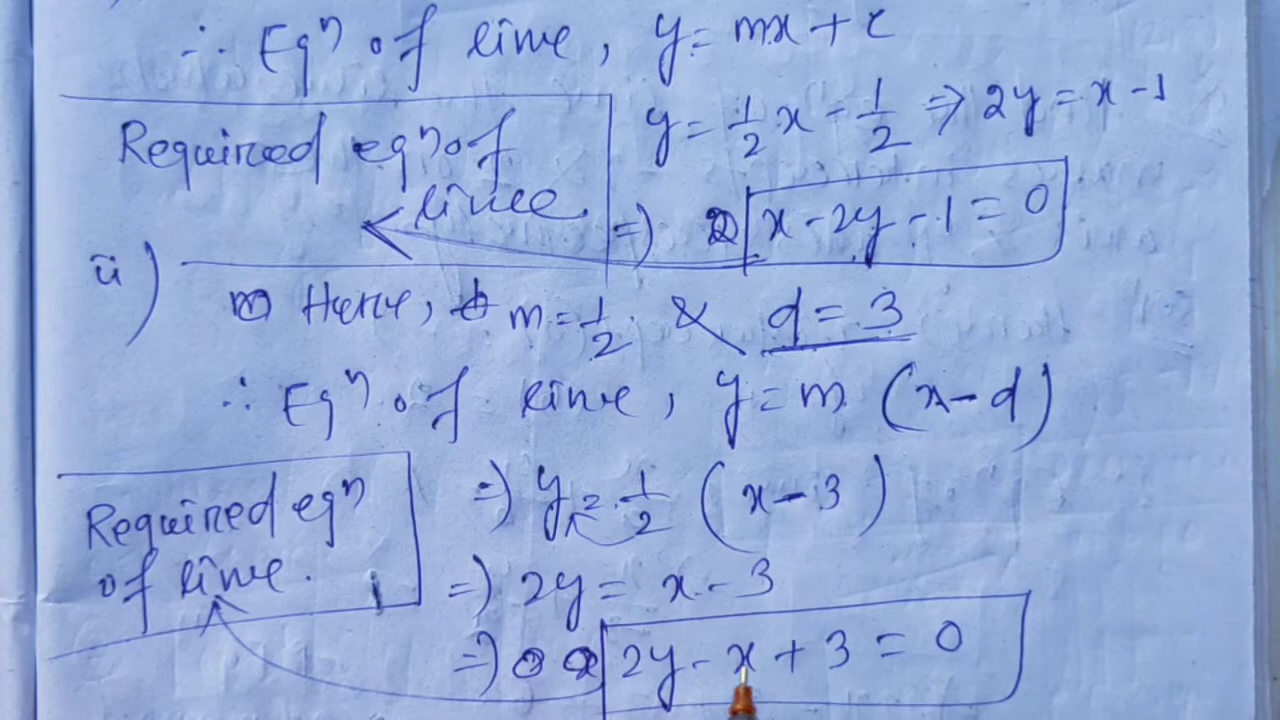 ∴ Eqⁿ of line, y = mx + c
y = 1/2 x - 1/2 ⇒ 2y = x - 1
Required eqⁿ of
line
⇒ x - 2y - 1 = 0
ii) Here, m = 1/2 & d = 3
∴ Eqⁿ of line, y = m (x - d)
⇒ y = 1/2 (x - 3)
Required eqⁿ
of line.
⇒ 2y = x - 3
⇒ 2y - x + 3 = 0